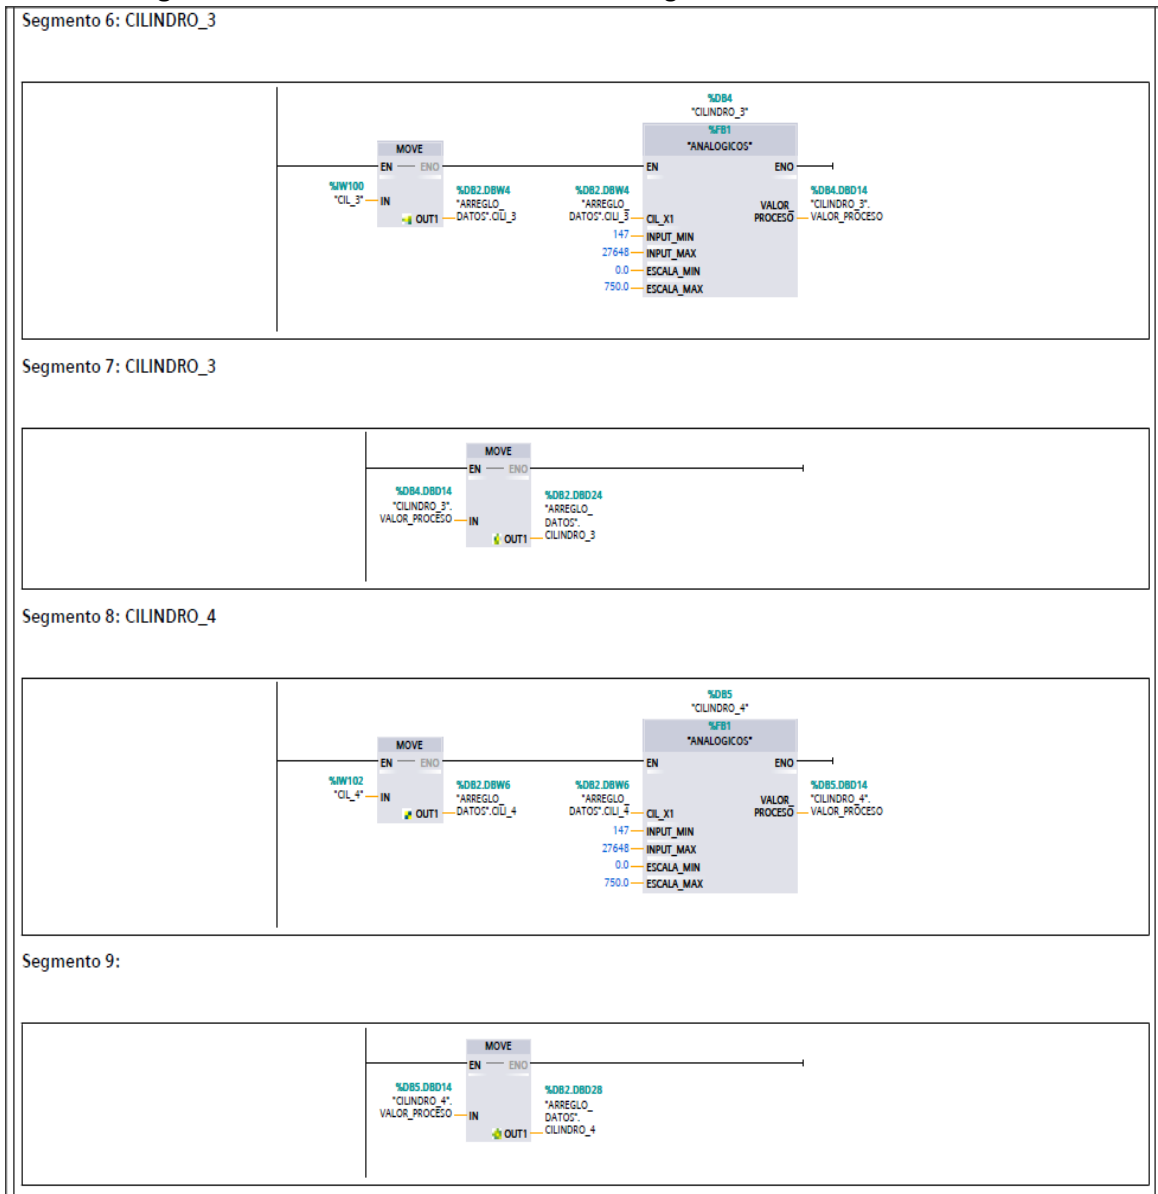 Segmento 6: CILINDRO_3
%DB4
"CILINDRO_3"
%FB1
"ANALOGICOS"
MOVE
EN ENO
EN ENO
%IW100
"CIL_3"
IN
OUT1
%DB2.DBW4
"ARREGLO_
DATOS".CILI_3
%DB2.DBW4
"ARREGLO_
DATOS".CILI_3
CIL_X1
147 INPUT_MIN
27648 INPUT_MAX
0.0 ESCALA_MIN
750.0 ESCALA_MAX
VALOR_
PROCESO
%DB4.DBD14
"CILINDRO_3".
VALOR_PROCESO
Segmento 7: CILINDRO_3
MOVE
EN ENO
%DB4.DBD14
"CILINDRO_3".
VALOR_PROCESO
IN
OUT1
%DB2.DBD24
"ARREGLO_
DATOS".
CILINDRO_3
Segmento 8: CILINDRO_4
%DB5
"CILINDRO_4"
%FB1
"ANALOGICOS"
MOVE
EN ENO
EN ENO
%IW102
"CIL_4"
IN
OUT1
%DB2.DBW6
"ARREGLO_
DATOS".CILI_4
%DB2.DBW6
"ARREGLO_
DATOS".CILI_4
CIL_X1
147 INPUT_MIN
27648 INPUT_MAX
0.0 ESCALA_MIN
750.0 ESCALA_MAX
VALOR_
PROCESO
%DB5.DBD14
"CILINDRO_4".
VALOR_PROCESO
Segmento 9:
MOVE
EN ENO
%DB5.DBD14
"CILINDRO_4".
VALOR_PROCESO
IN
OUT1
%DB2.DBD28
"ARREGLO_
DATOS".
CILINDRO_4